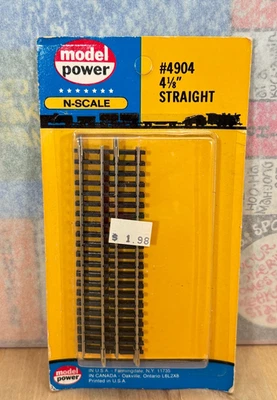 model
power
N-SCALE
#4904
4⅛"
STRAIGHT
$ 1.98
model
power
IN U.S.A. - Farmingdale, N.Y. 11735
IN CANADA - Oakville, Ontario L6L2A8
Printed in U.S.A